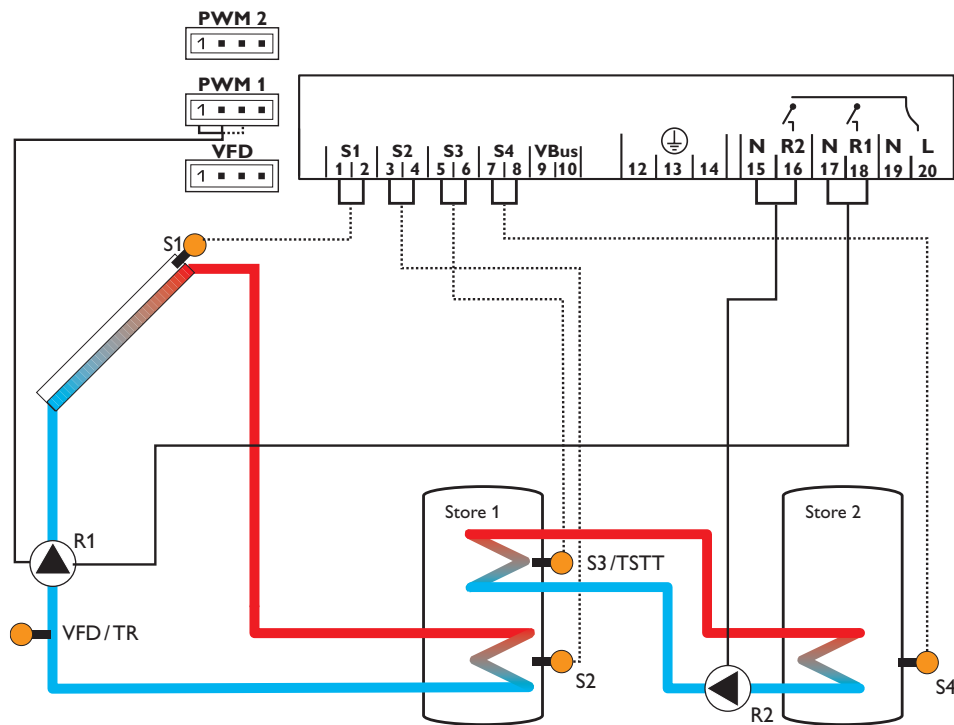 PWM 2
1
PWM 1
1
VFD
1
S1 S2 S3 S4 VBus
1 2 3 4 5 6 7 8 9 10
12 13 14
N R2 N R1 N L
15 16 17 18 19 20
S1
R1
VFD / TR
Store 1
S3 / TSTT
S2
Store 2
R2
S4